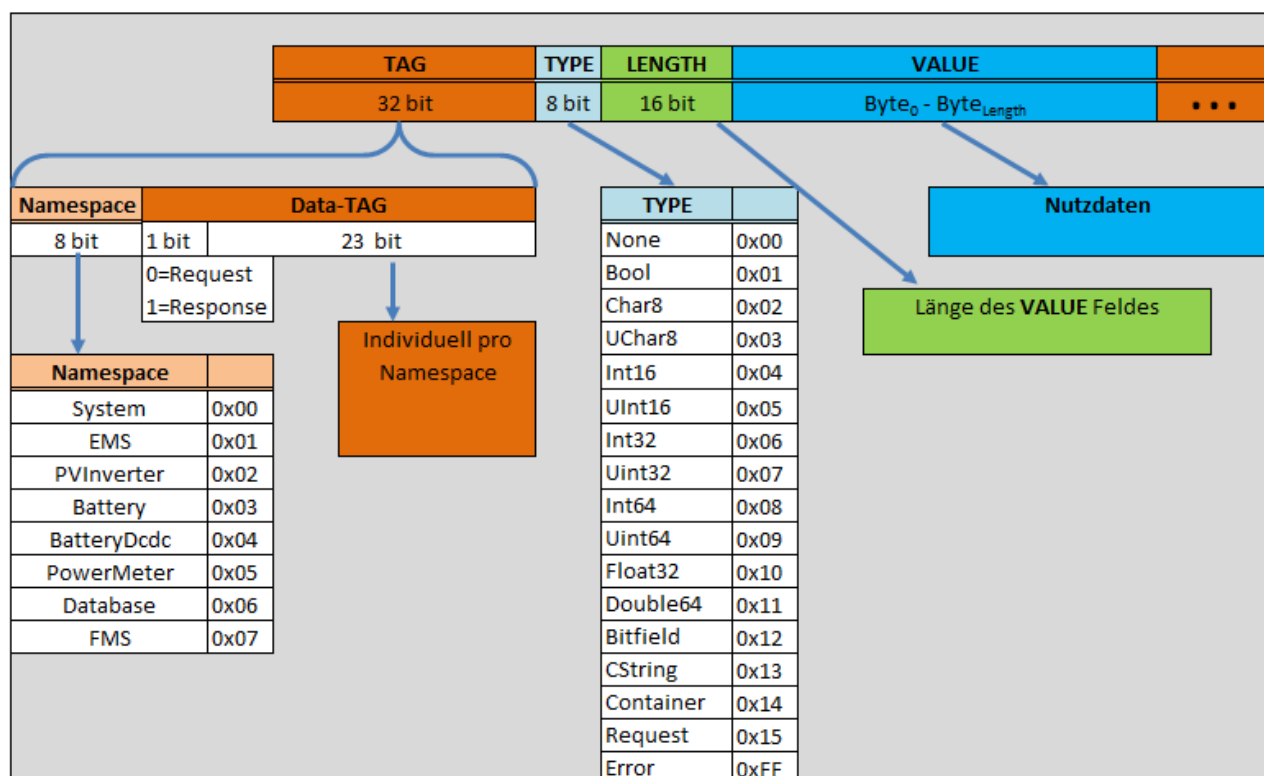 TAG TYPE LENGTH VALUE
32 bit 8 bit 16 bit Byte0 - ByteLength ...
Namespace Data-TAG
8 bit 1 bit 23 bit
0=Request
1=Response
Individuell pro
Namespace
Namespace
System 0x00
EMS 0x01
PVInverter 0x02
Battery 0x03
BatteryDcdc 0x04
PowerMeter 0x05
Database 0x06
FMS 0x07
TYPE
None 0x00
Bool 0x01
Char8 0x02
UChar8 0x03
Int16 0x04
UInt16 0x05
Int32 0x06
Uint32 0x07
Int64 0x08
Uint64 0x09
Float32 0x10
Double64 0x11
Bitfield 0x12
CString 0x13
Container 0x14
Request 0x15
Error 0xFF
Nutzdaten
Länge des VALUE Feldes